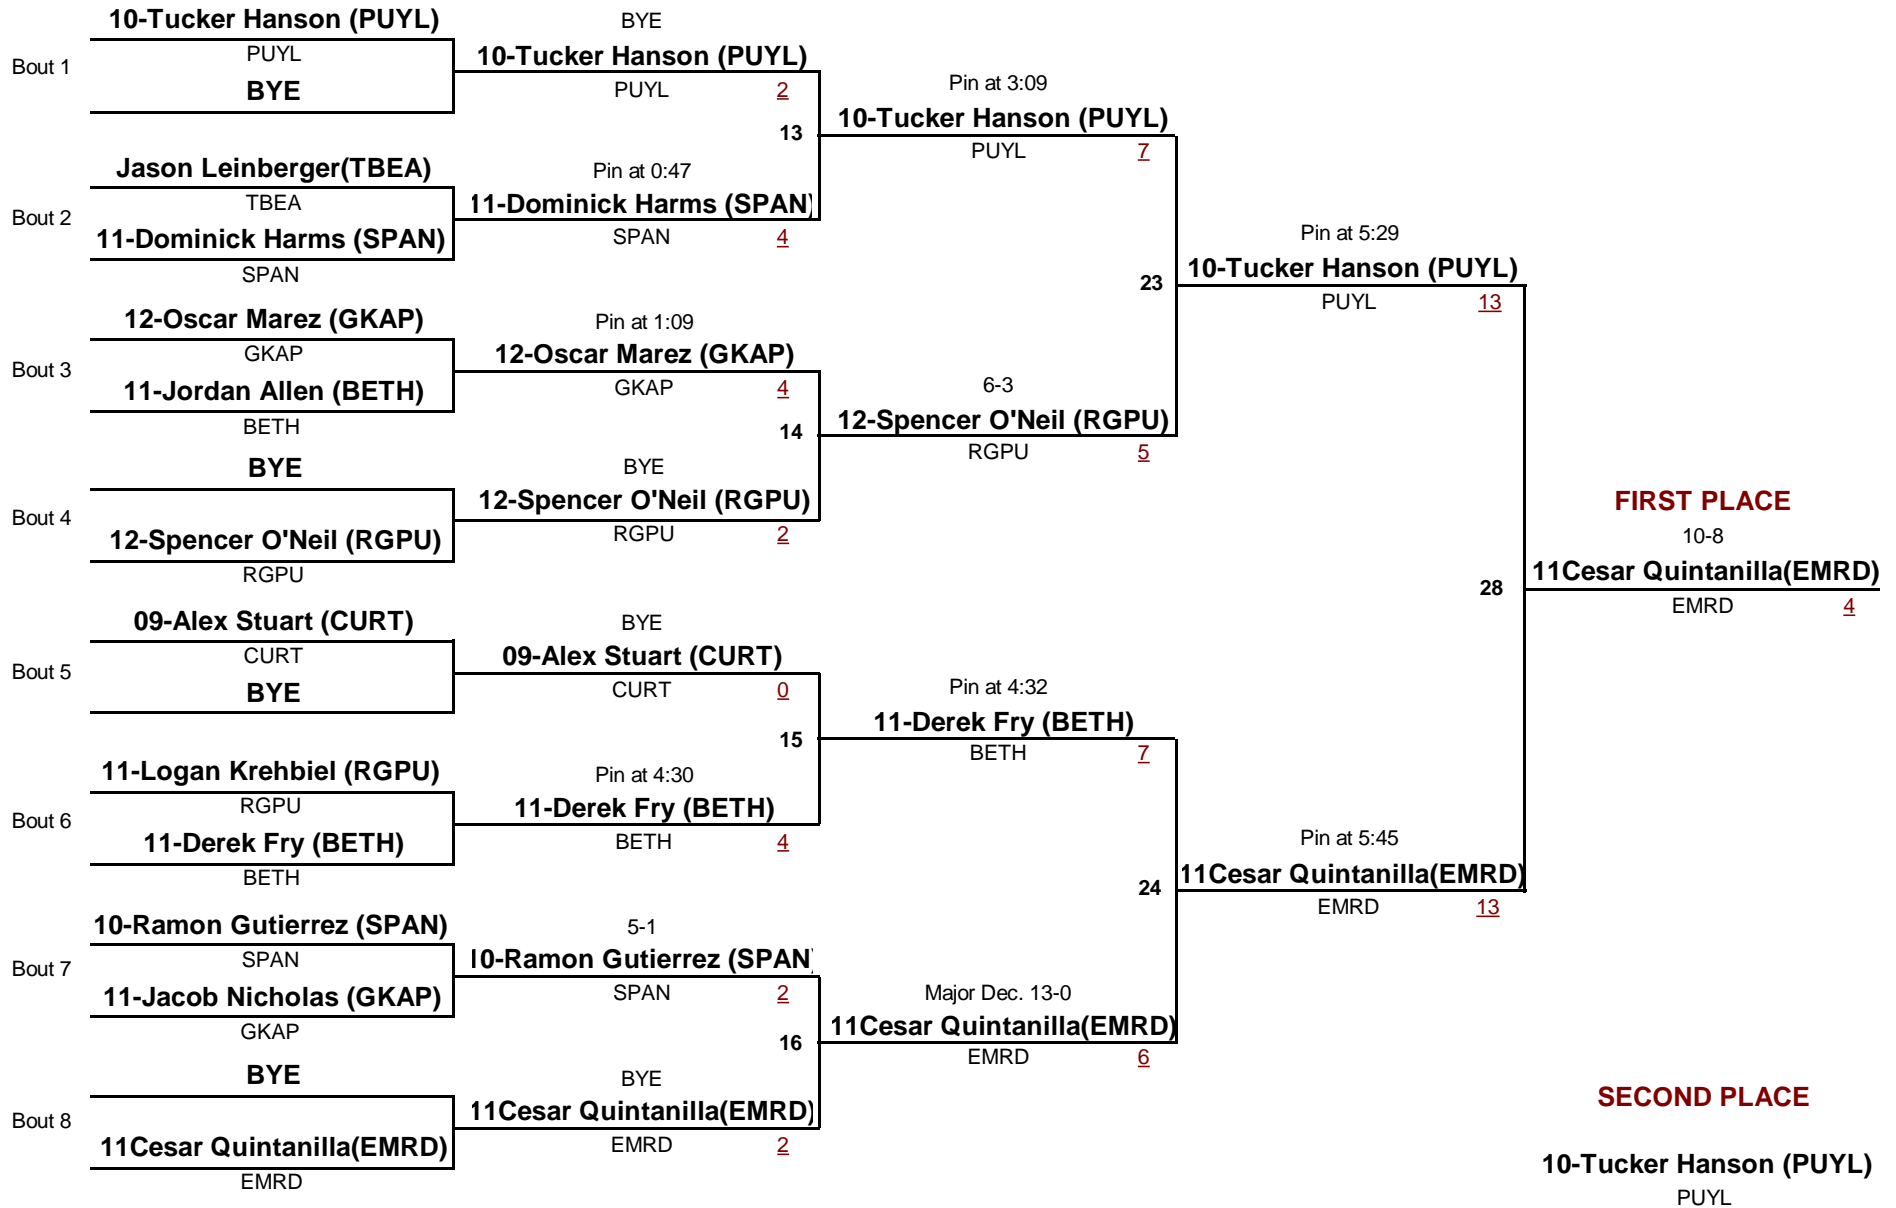 10-Tucker Hanson (PUYL)
Bout 1
PUYL
BYE
Jason Leinberger(TBEA)
Bout 2
TBEA
11-Dominick Harms (SPAN)
SPAN
12-Oscar Marez (GKAP)
Bout 3
GKAP
11-Jordan Allen (BETH)
BETH
BYE
Bout 4
12-Spencer O'Neil (RGPU)
RGPU
09-Alex Stuart (CURT)
Bout 5
CURT
BYE
11-Logan Krehbiel (RGPU)
Bout 6
RGPU
11-Derek Fry (BETH)
BETH
10-Ramon Gutierrez (SPAN)
Bout 7
SPAN
11-Jacob Nicholas (GKAP)
GKAP
BYE
Bout 8
11Cesar Quintanilla(EMRD)
EMRD
BYE
10-Tucker Hanson (PUYL)
PUYL 2
13
Pin at 0:47
11-Dominick Harms (SPAN)
SPAN 4
Pin at 1:09
12-Oscar Marez (GKAP)
GKAP 4
14
BYE
12-Spencer O'Neil (RGPU)
RGPU 2
BYE
09-Alex Stuart (CURT)
CURT 0
15
Pin at 4:30
11-Derek Fry (BETH)
BETH 4
5-1
10-Ramon Gutierrez (SPAN)
SPAN 2
16
BYE
11Cesar Quintanilla(EMRD)
EMRD 2
Pin at 3:09
10-Tucker Hanson (PUYL)
PUYL 7
23
6-3
12-Spencer O'Neil (RGPU)
RGPU 5
Pin at 4:32
11-Derek Fry (BETH)
BETH 7
24
Major Dec. 13-0
11Cesar Quintanilla(EMRD)
EMRD 6
Pin at 5:29
10-Tucker Hanson (PUYL)
PUYL 13
28
Pin at 5:45
11Cesar Quintanilla(EMRD)
EMRD 13
FIRST PLACE
10-8
11Cesar Quintanilla(EMRD)
EMRD 4
SECOND PLACE
10-Tucker Hanson (PUYL)
PUYL